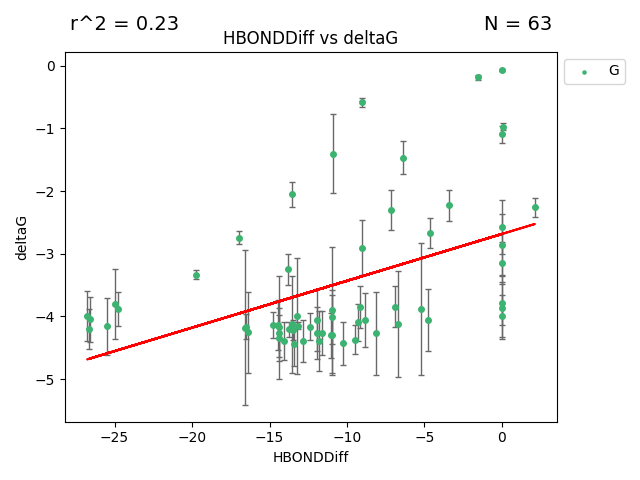 r^2 = 0.23
N = 63
HBONDDiff vs deltaG
G
deltaG
0
−1
−2
−3
−4
−5
−25
−20
−15
−10
−5
0
HBONDDiff